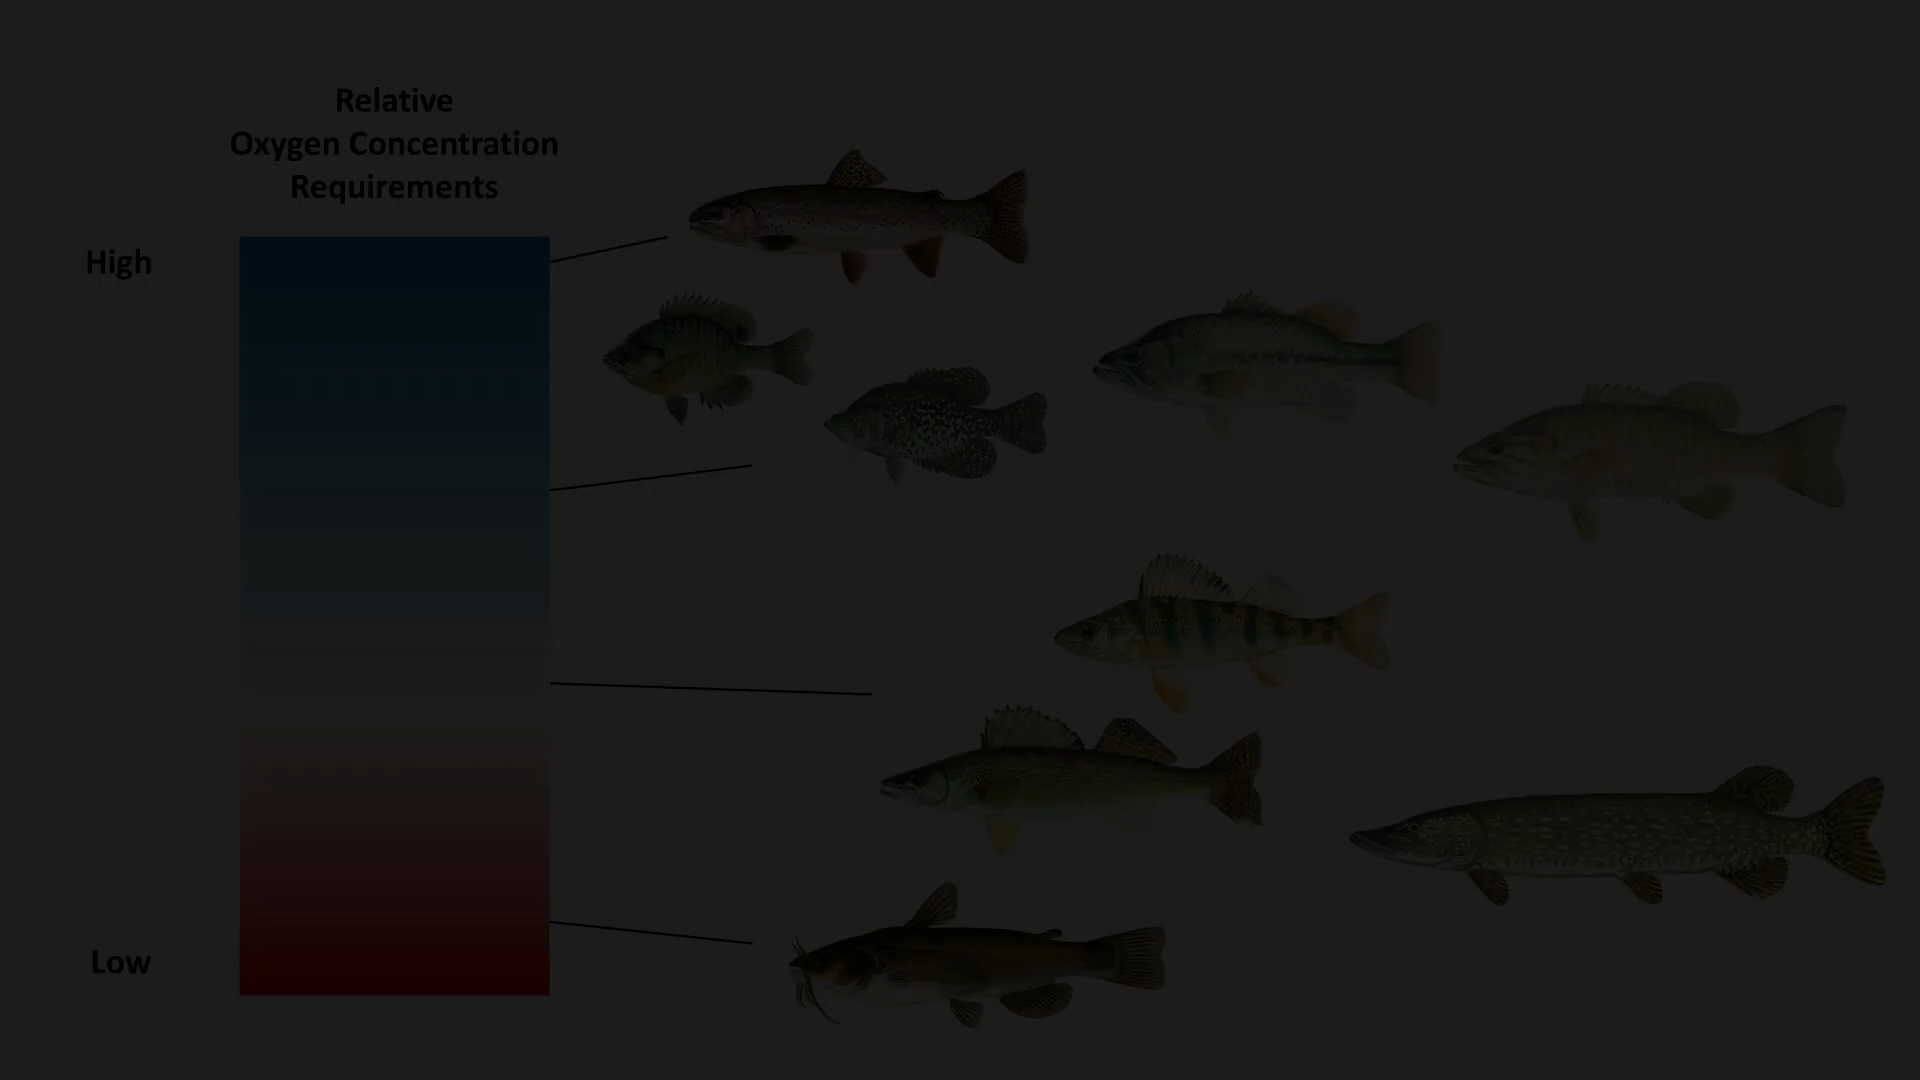 Relative
Oxygen Concentration
Requirements
High
Low